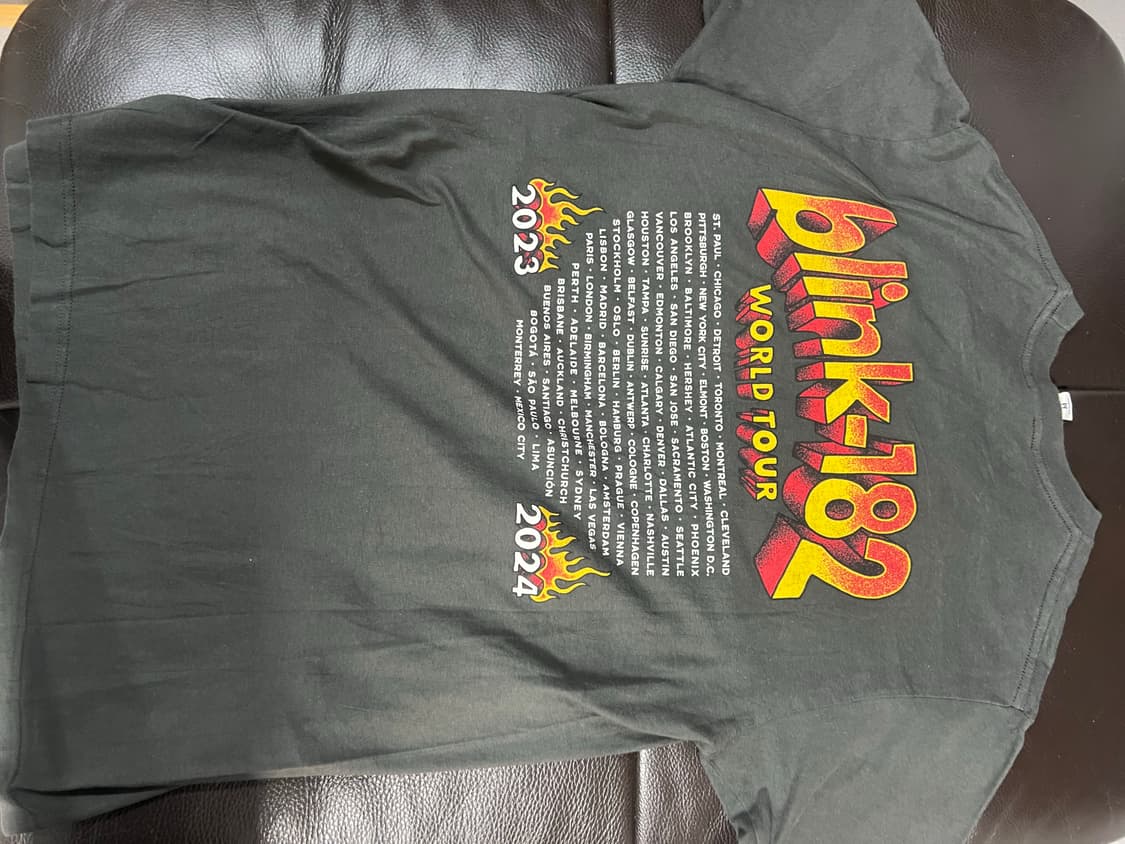 blink-182
WORLD TOUR
ST. PAUL · CHICAGO · DETROIT · TORONTO · MONTREAL · CLEVELAND
PITTSBURGH · NEW YORK CITY · ELMONT · BOSTON · WASHINGTON D.C.
BROOKLYN · BALTIMORE · HERSHEY · ATLANTIC CITY · PHOENIX
LOS ANGELES · SAN DIEGO · SAN JOSE · SACRAMENTO · SEATTLE
VANCOUVER · EDMONTON · CALGARY · DENVER · DALLAS · AUSTIN
HOUSTON · TAMPA · SUNRISE · ATLANTA · CHARLOTTE · NASHVILLE
GLASGOW · BELFAST · DUBLIN · ANTWERP · COLOGNE · COPENHAGEN
STOCKHOLM · OSLO · BERLIN · HAMBURG · PRAGUE · VIENNA
LISBON · MADRID · BARCELONA · BOLOGNA · AMSTERDAM
PARIS · LONDON · BIRMINGHAM · MANCHESTER · LAS VEGAS
PERTH · ADELAIDE · MELBOURNE · SYDNEY
BRISBANE · AUCKLAND · CHRISTCHURCH
BUENOS AIRES · SANTIAGO · ASUNCIÓN
BOGOTÁ · SÃO PAULO · LIMA
MONTERREY · MEXICO CITY
2023 2024